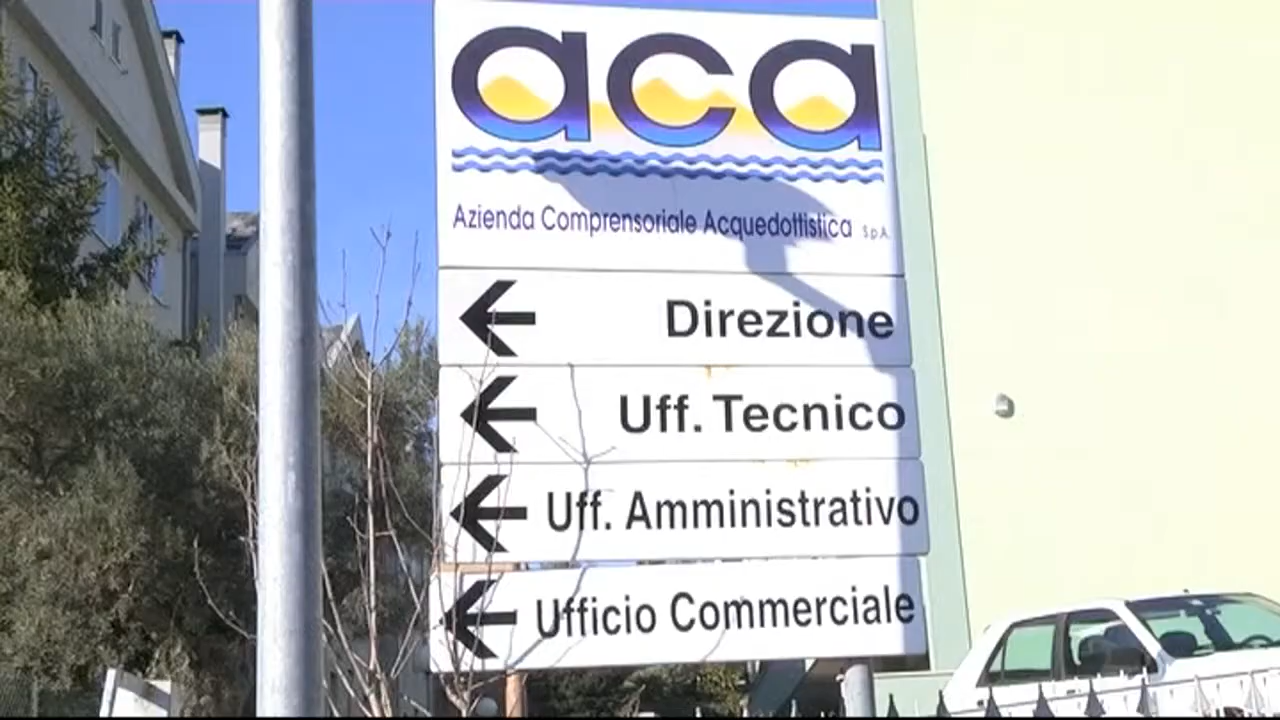 aca
Azienda Comprensoriale Acquedottistica S.p.A.
Direzione
Uff. Tecnico
Uff. Amministrativo
Ufficio Commerciale